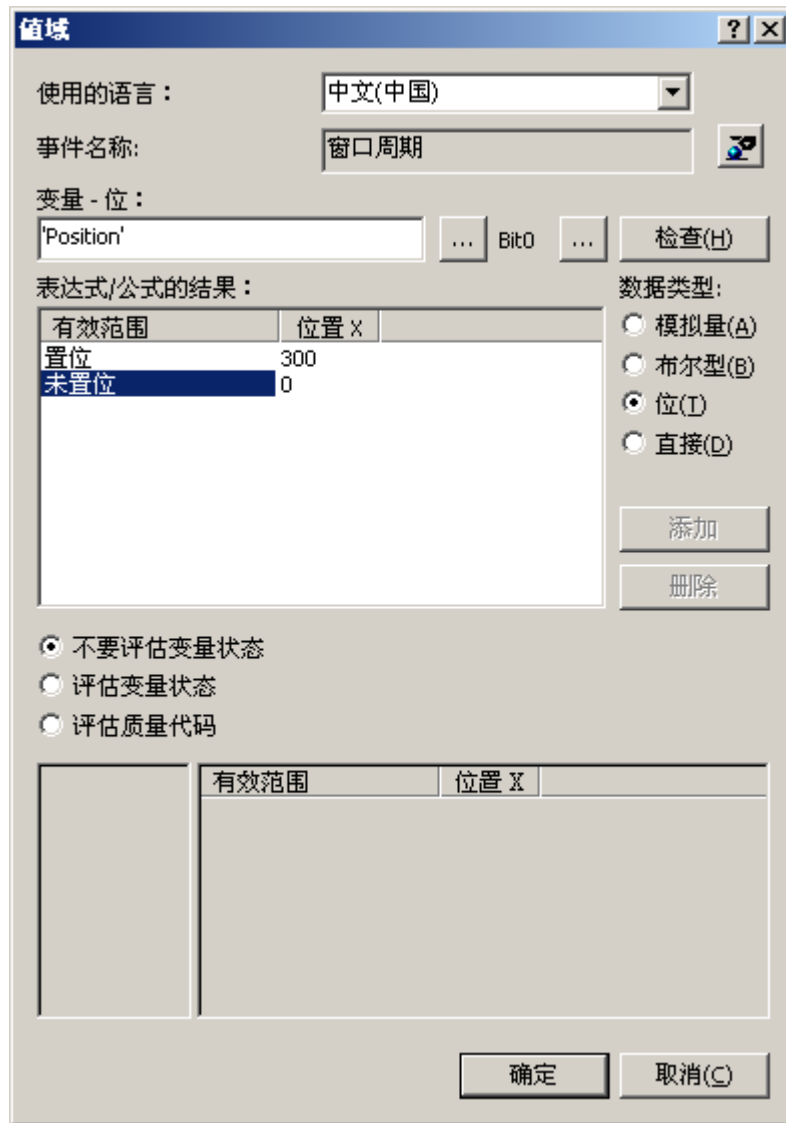 值域
使用的语言：
中文(中国)
事件名称:
窗口周期
变量 - 位：
'Position'
...
Bit0
...
检查(H)
表达式/公式的结果：
数据类型:
有效范围 位置 X
置位 300
未置位 0
模拟量(A)
布尔型(B)
位(T)
直接(D)
添加
删除
不要评估变量状态
评估变量状态
评估质量代码
有效范围 位置 X
确定
取消(C)